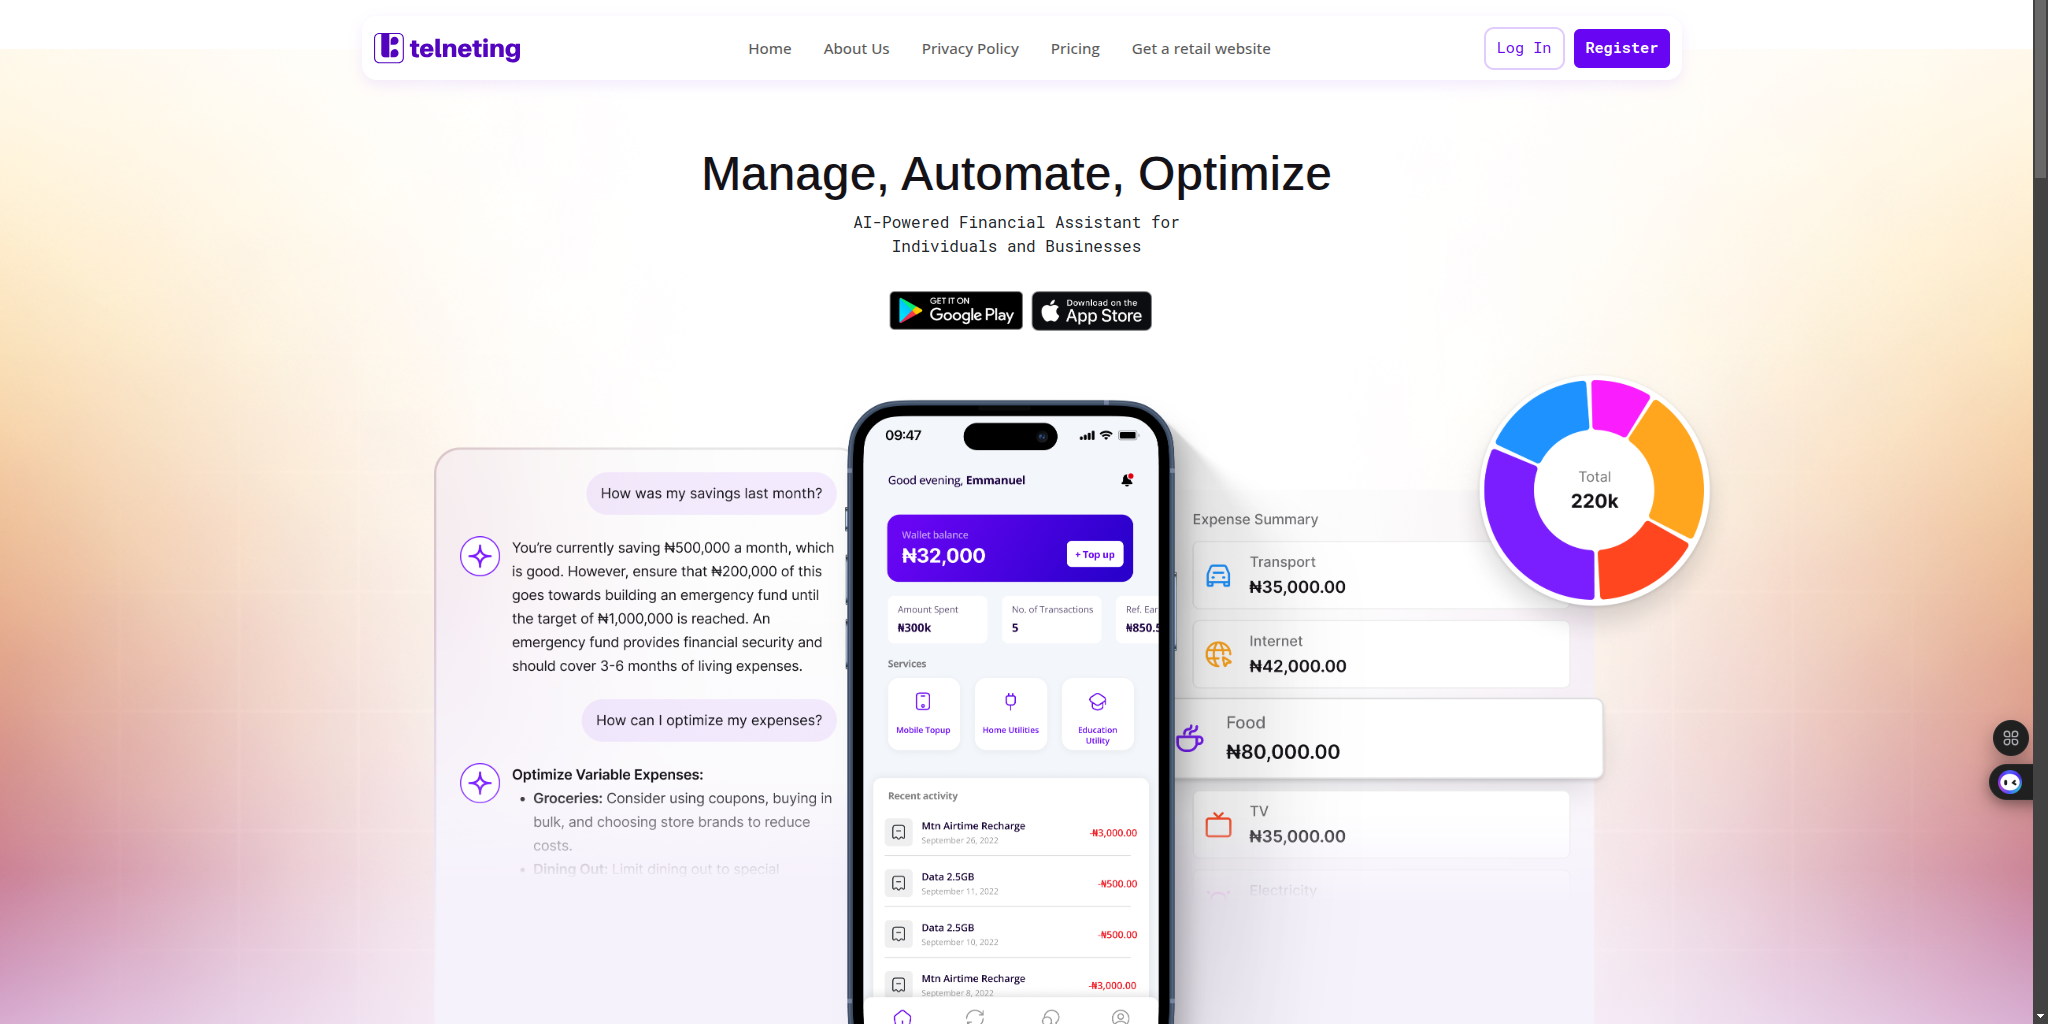 telneting
Home
About Us
Privacy Policy
Pricing
Get a retail website
Log In
Register
Manage, Automate, Optimize
AI-Powered Financial Assistant for
Individuals and Businesses
GET IT ON
Google Play
Download on the
App Store
How was my savings last month?
You're currently saving ₦500,000 a month, which
is good. However, ensure that ₦200,000 of this
goes towards building an emergency fund until
the target of ₦1,000,000 is reached. An
emergency fund provides financial security and
should cover 3-6 months of living expenses.
How can I optimize my expenses?
Optimize Variable Expenses:
• Groceries: Consider using coupons, buying in
bulk, and choosing store brands to reduce
costs.
• Dining Out: Limit dining out to special
09:47
Good evening, Emmanuel
Wallet balance
₦32,000
+ Top up
Amount Spent
₦300k
No. of Transactions
5
Ref. Ear
₦850.5
Services
Mobile Topup
Home Utilities
Education
Utility
Recent activity
Mtn Airtime Recharge
September 26, 2022
-₦3,000.00
Data 2.5GB
September 11, 2022
-₦500.00
Data 2.5GB
September 10, 2022
-₦500.00
Mtn Airtime Recharge
September 8, 2022
-₦3,000.00
Total
220k
Expense Summary
Transport
₦35,000.00
Internet
₦42,000.00
Food
₦80,000.00
TV
₦35,000.00
Electricity